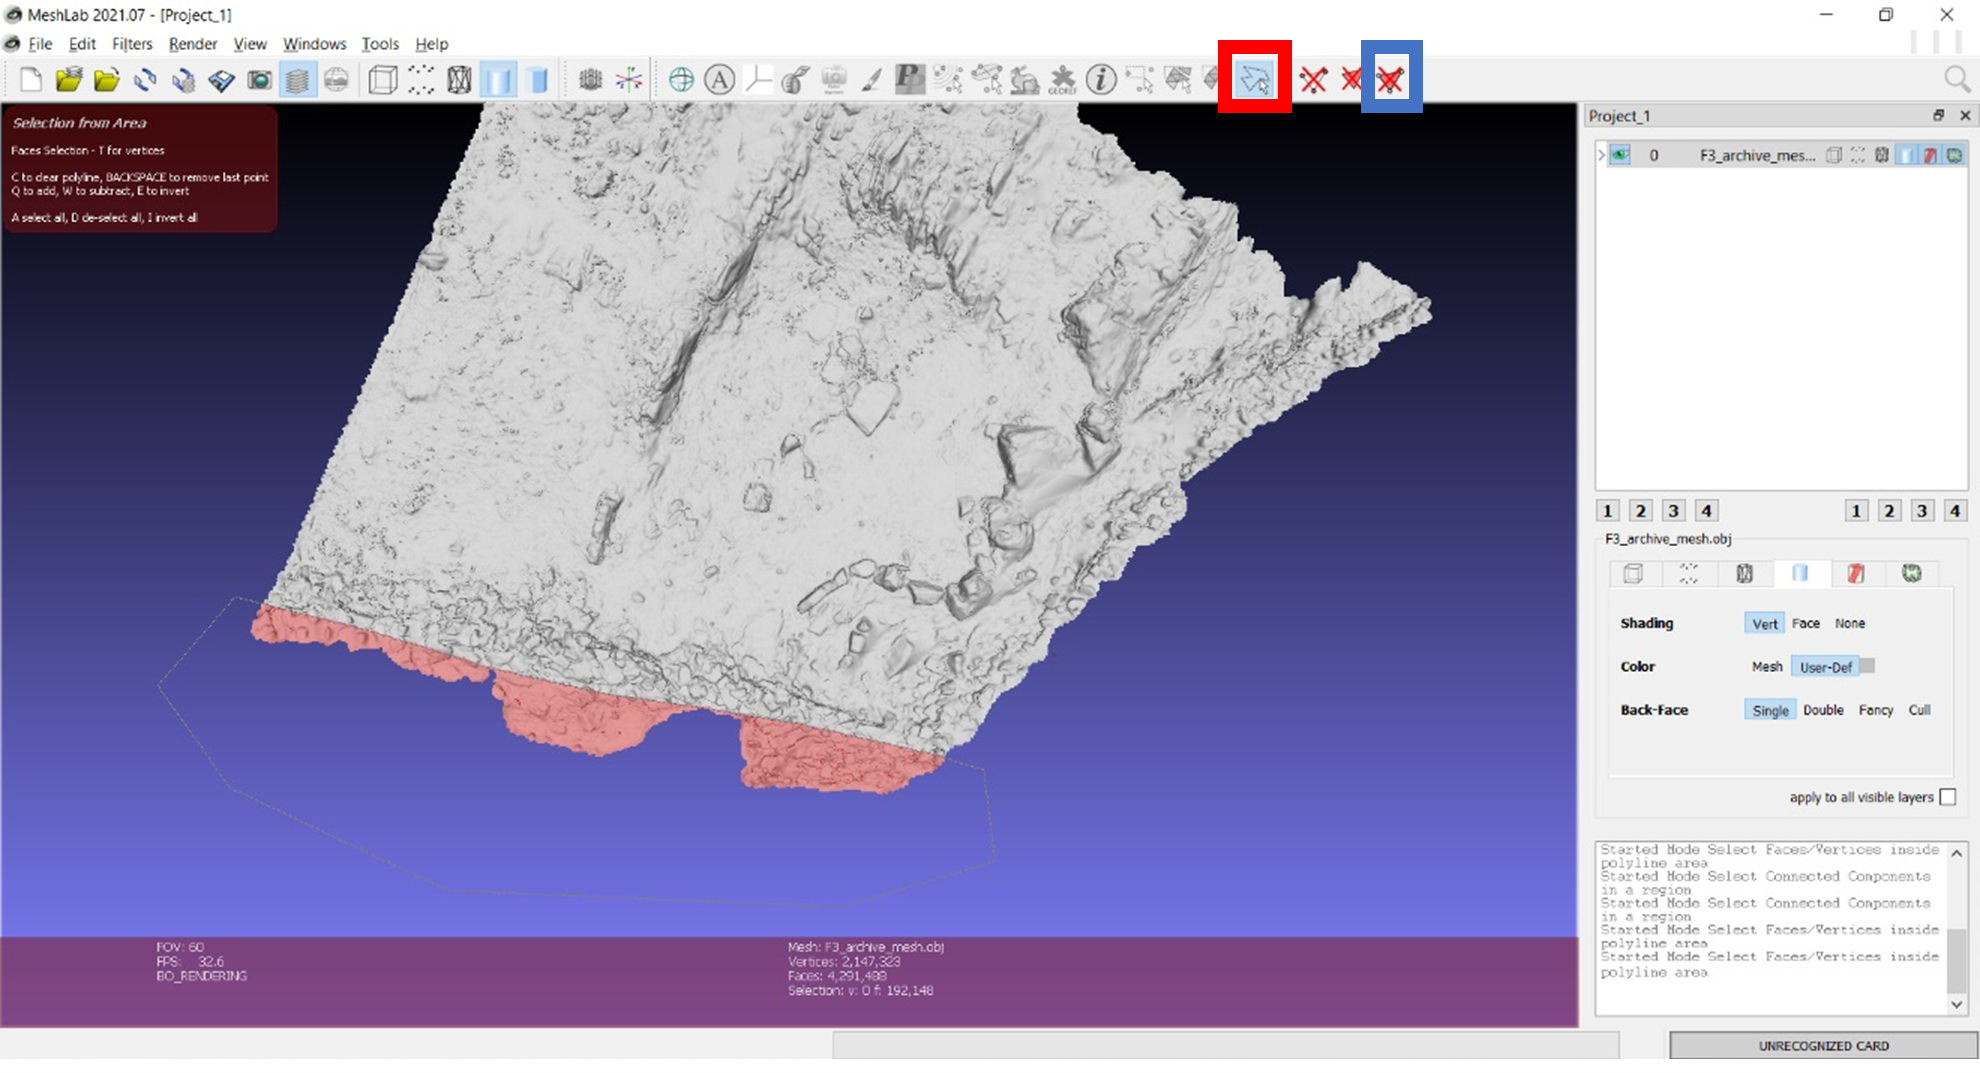 MeshLab 2021.07 - [Project_1]
File Edit Filters Render View Windows Tools Help
A
P
GEOREF
i
Selection from Area
Faces Selection - T for vertices
C to clear polyline, BACKSPACE to remove last point
Q to add, W to subtract, E to invert
A select all, D de-select all, I invert all
FOV: 60
FPS: 32.6
BO_RENDERING
Mesh: F3_archive_mesh.obj
Vertices: 2,147,323
Faces: 4,291,488
Selection: v: 0 f: 192,148
Project_1
0 F3_archive_mes...
1 2 3 4 1 2 3 4
F3_archive_mesh.obj
Shading Vert Face None
Color Mesh User-Def
Back-Face Single Double Fancy Cull
apply to all visible layers
Started Mode Select Faces/Vertices inside
polyline area
Started Mode Select Connected Components
in a region
Started Mode Select Connected Components
in a region
Started Mode Select Faces/Vertices inside
polyline area
Started Mode Select Faces/Vertices inside
polyline area
UNRECOGNIZED CARD